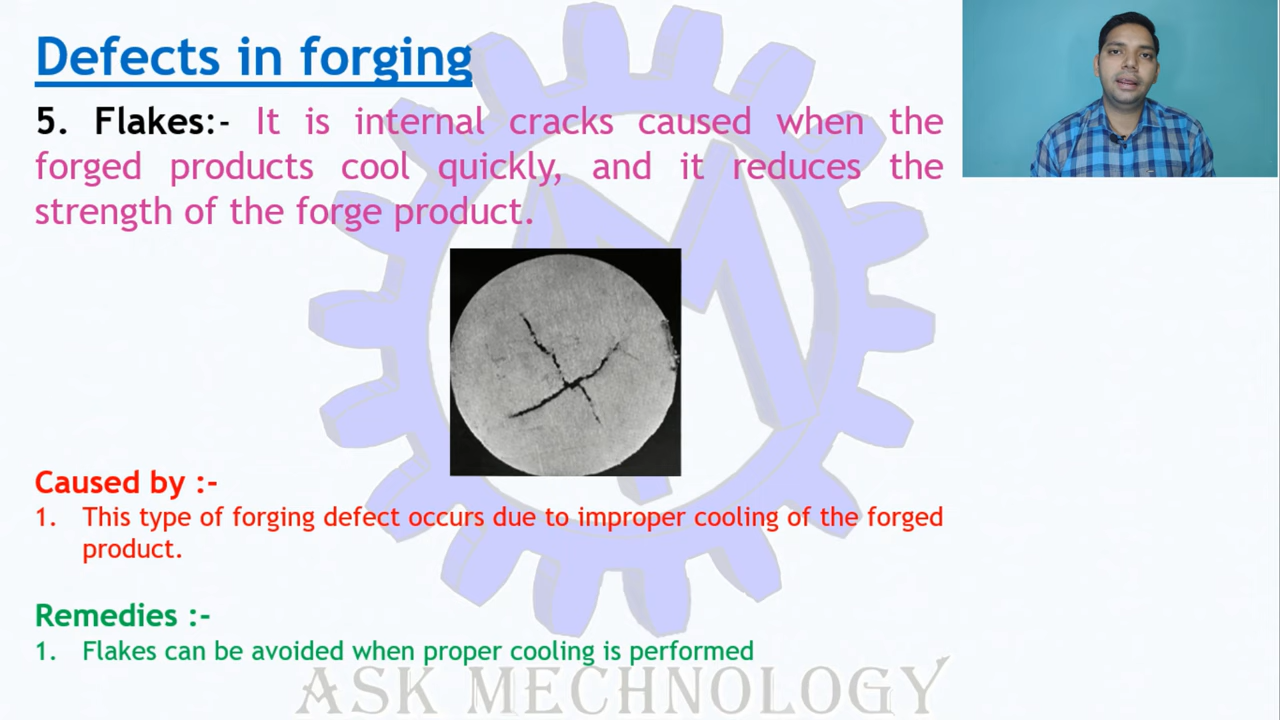 Defects in forging
5. Flakes:- It is internal cracks caused when the
forged products cool quickly, and it reduces the
strength of the forge product.
Caused by :-
1. This type of forging defect occurs due to improper cooling of the forged
product.
Remedies :-
1. Flakes can be avoided when proper cooling is performed
ASK MECHNOLOGY